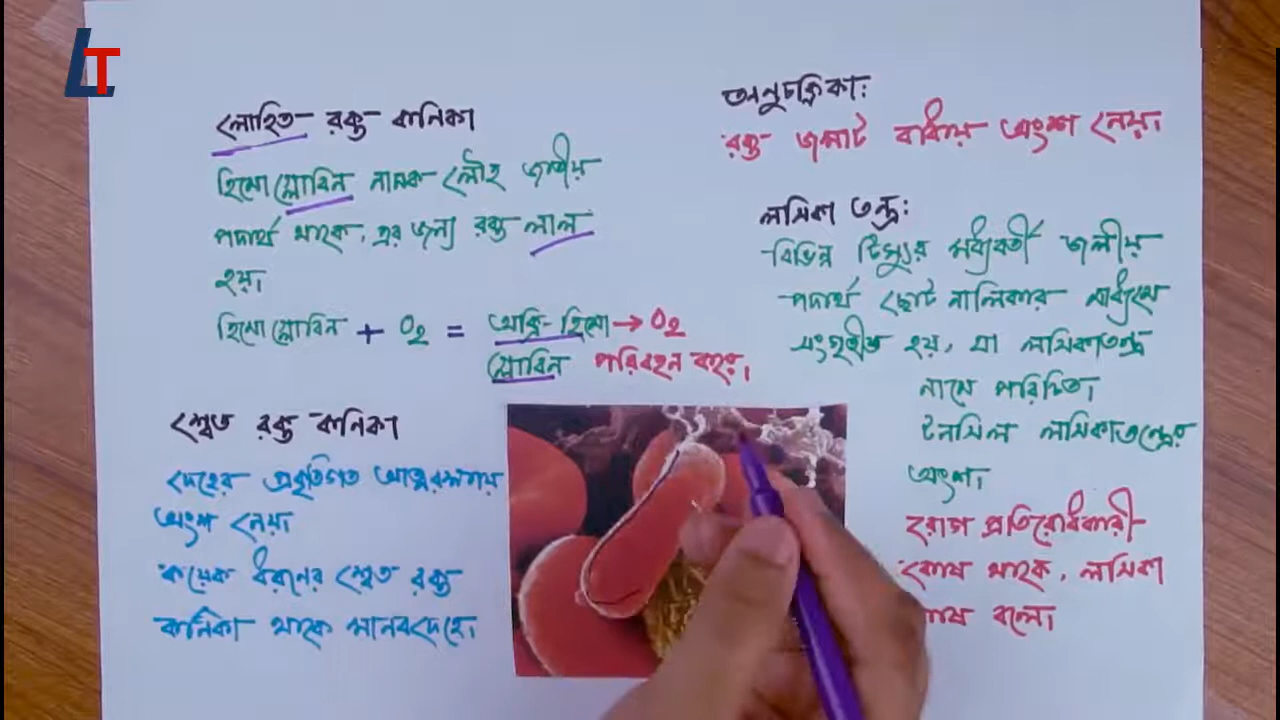 LT
লোহিত রক্ত কনিকা
হিমোগ্লোবিন নামক লৌহ জাতীয়
পদার্থ থাকে, এর জন্য রক্ত লাল
হয়।
হিমোগ্লোবিন + O₂ = অক্সি-হিমো → O₂
গ্লোবিন পরিবহন করে।
শ্বেত রক্ত কনিকা
দেহের প্রকৃতিগত আত্মরক্ষায়
অংশ নেয়।
কয়েক ধরনের শ্বেত রক্ত
কনিকা থাকে মানবদেহে।
অনুচক্রিকা:
রক্ত জমাট বাধায় অংশ নেয়।
লসিকা তন্ত্র:
বিভিন্ন টিস্যুর মধ্যবর্তী জলীয়
পদার্থ ছোট নালিকার মাধ্যমে
সংগৃহীত হয়, যা লসিকাতন্ত্র
নামে পরিচিত।
টনসিল লসিকাতন্ত্রের
অংশ।
রোগ প্রতিরোধকারী
কোষ থাকে, লসিকা
বলে।